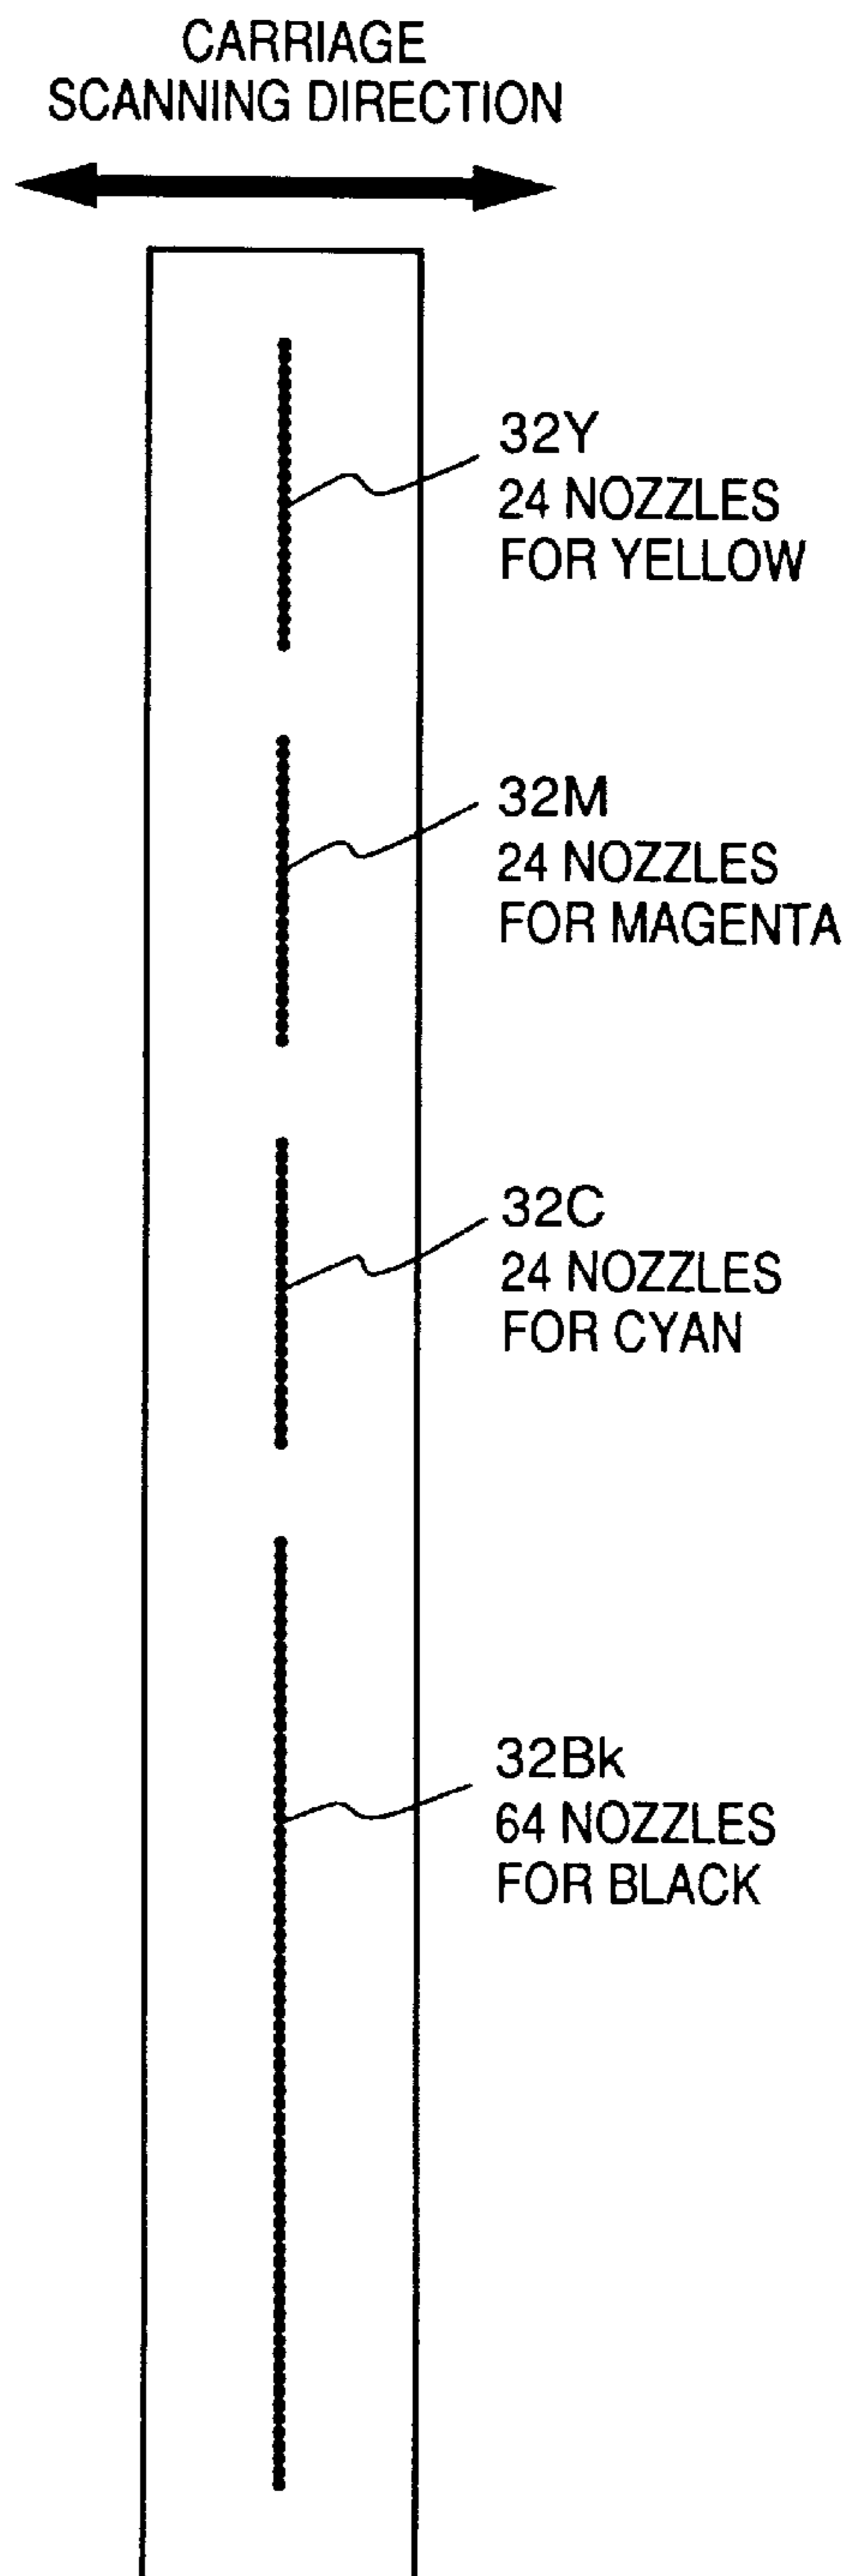 CARRIAGE
SCANNING DIRECTION
32Y
24 NOZZLES
FOR YELLOW
32M
24 NOZZLES
FOR MAGENTA
32C
24 NOZZLES
FOR CYAN
32Bk
64 NOZZLES
FOR BLACK